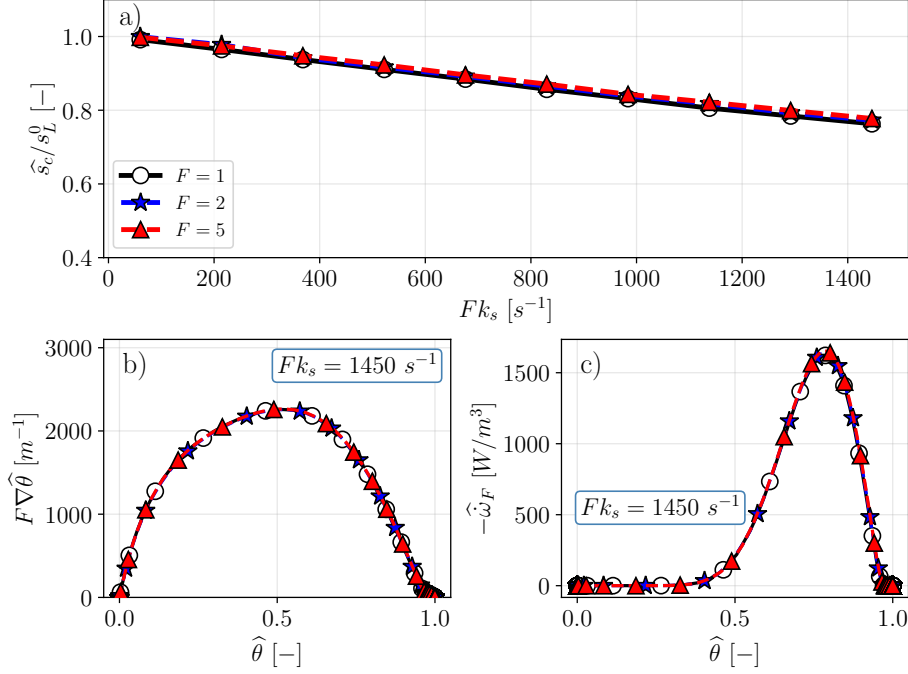 a)
1.0
0.8
0.6
0.4
ŝ_c/s_L^0 [−]
F = 1
F = 2
F = 5
0 200 400 600 800 1000 1200 1400
Fk_s [s^{-1}]
b)
Fk_s = 1450 s^{-1}
3000
2000
1000
0
F∇θ̂ [m^{-1}]
0.0 0.5 1.0
θ̂ [−]
c)
1500
1000
500
0
−ω̇̂_F [W/m^3]
Fk_s = 1450 s^{-1}
0.0 0.5 1.0
θ̂ [−]